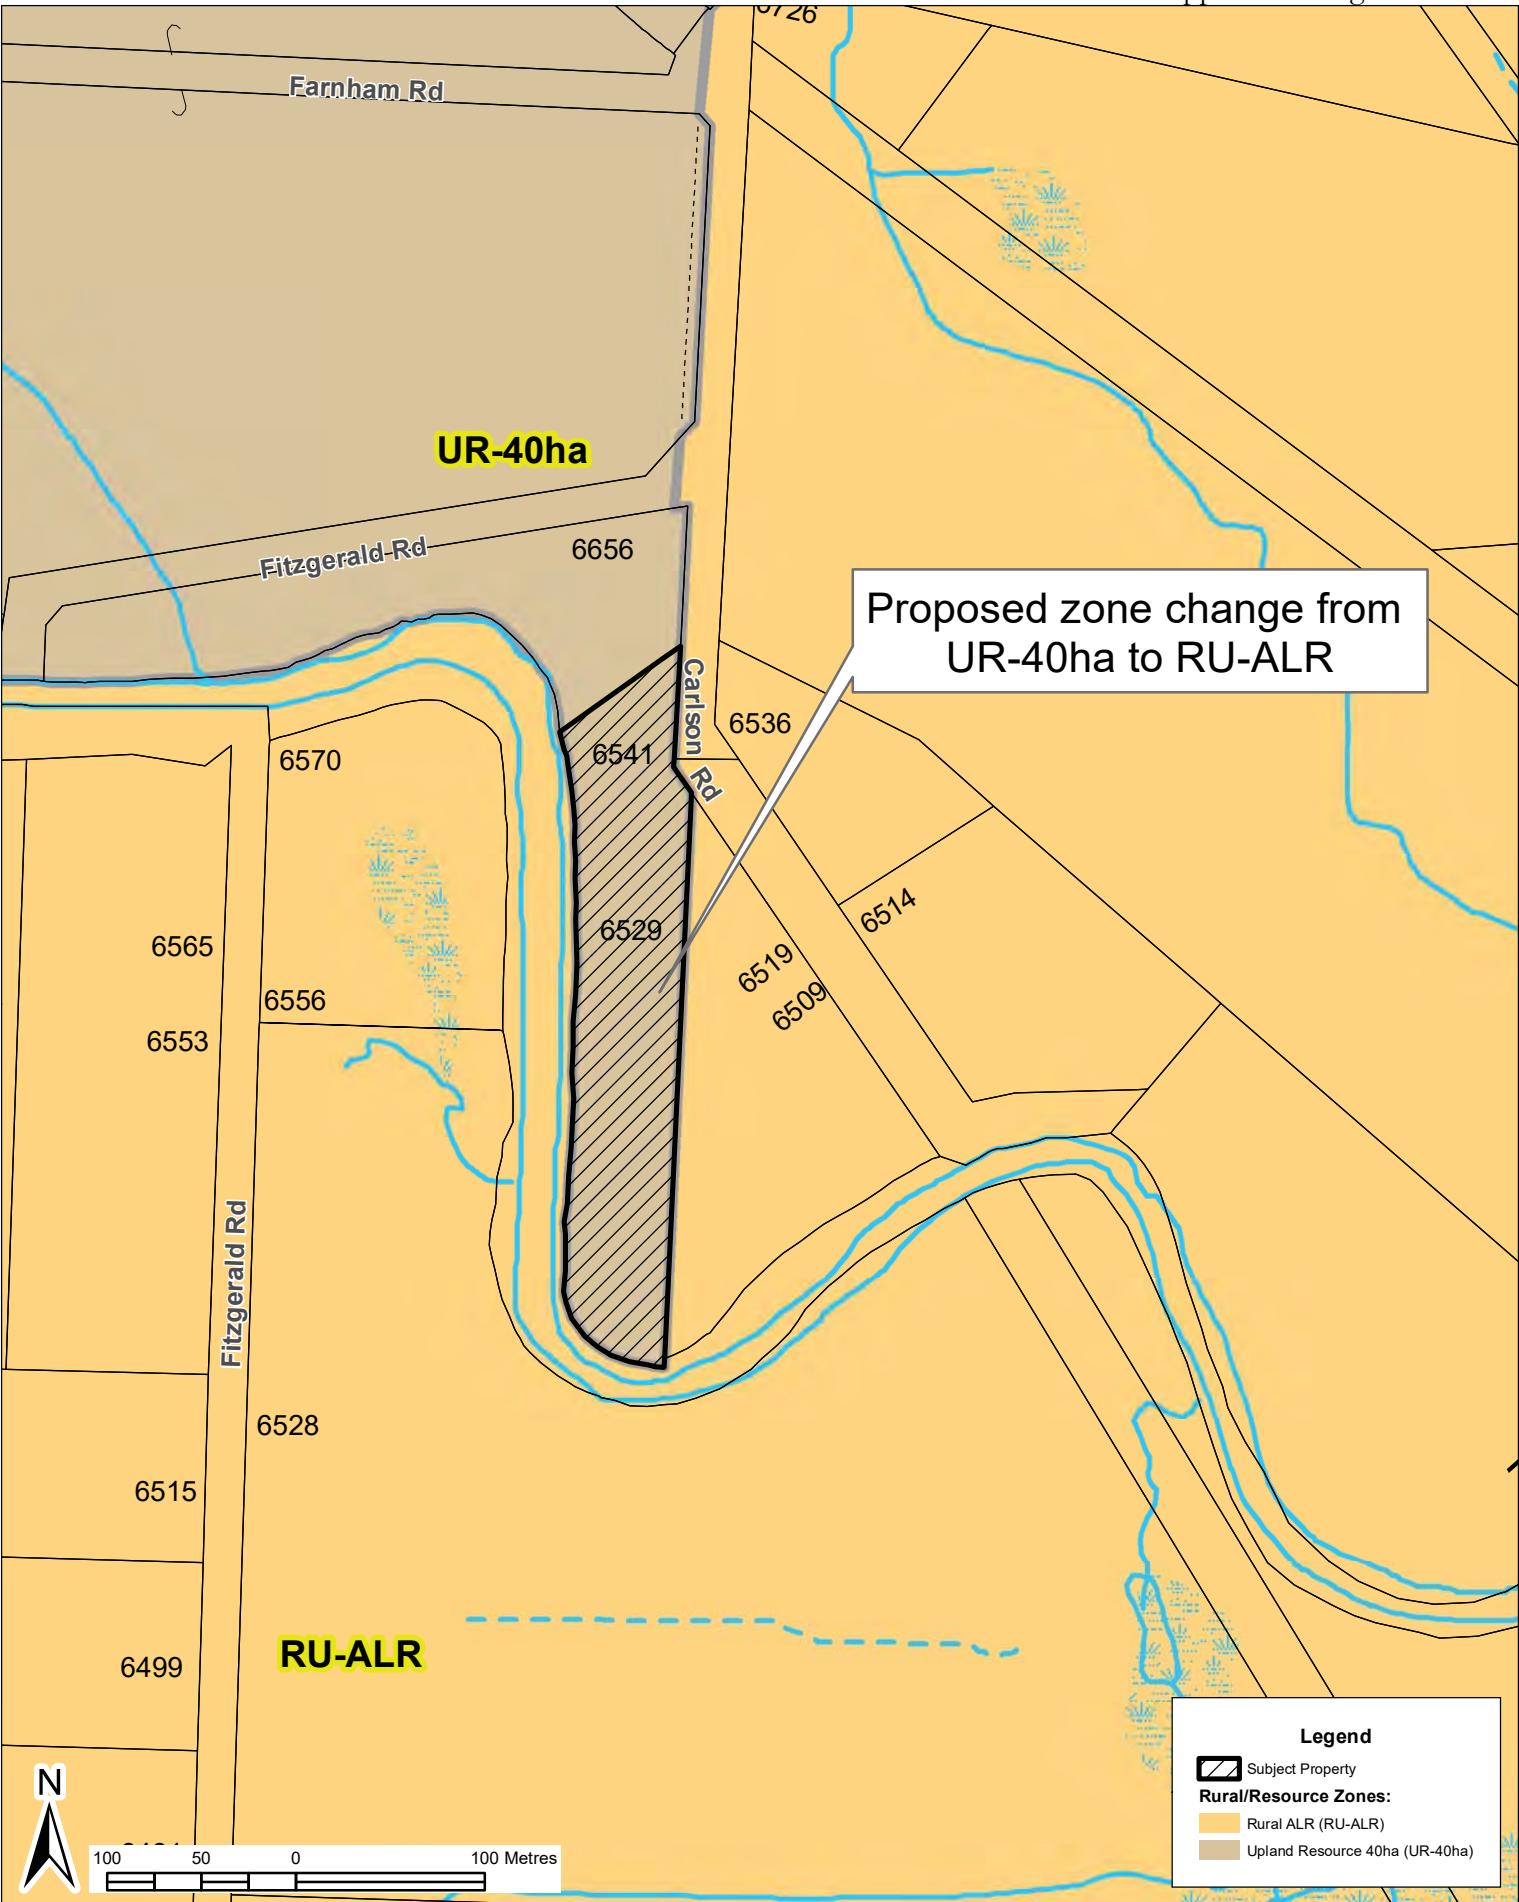 6726
Farnham Rd
UR-40ha
Fitzgerald Rd
6656
Proposed zone change from
UR-40ha to RU-ALR
Carlson Rd
6536
6541
6570
6514
6529
6565
6519
6556
6509
6553
Fitzgerald Rd
6528
6515
RU-ALR
6499
Legend
Subject Property
Rural/Resource Zones:
Rural ALR (RU-ALR)
Upland Resource 40ha (UR-40ha)
N
100 50 0 100 Metres